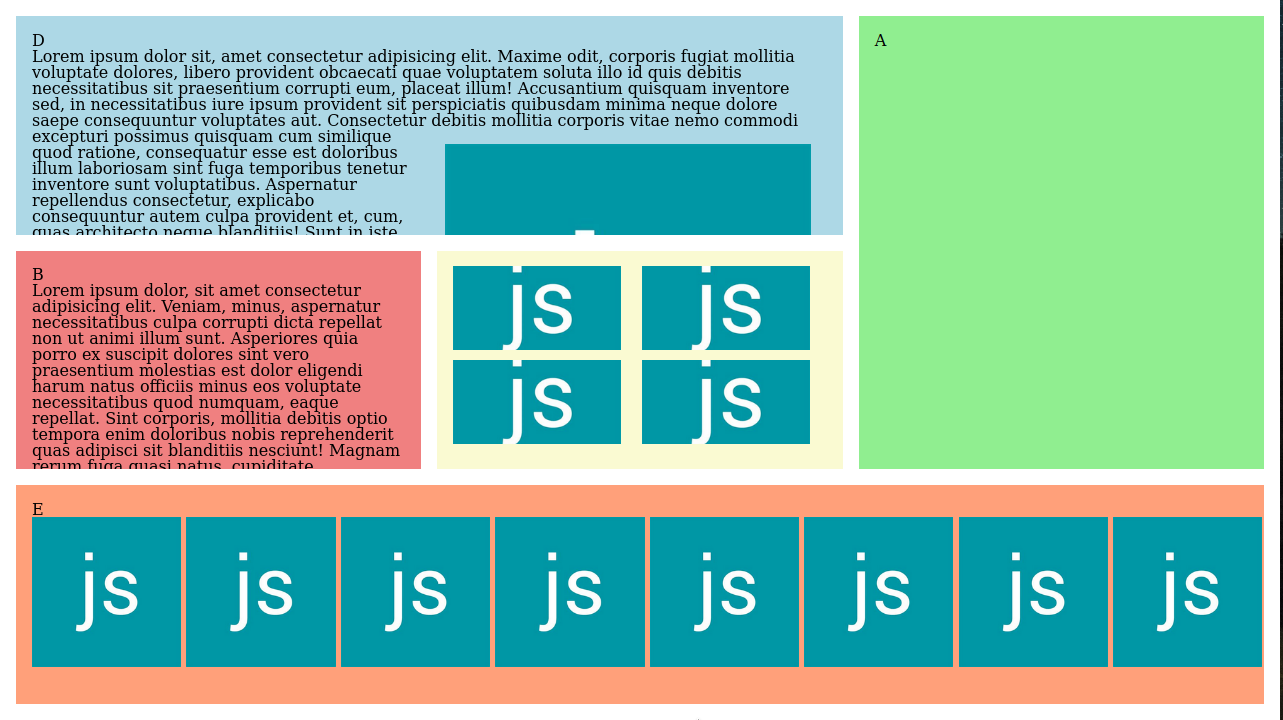 D
Lorem ipsum dolor sit, amet consectetur adipisicing elit. Maxime odit, corporis fugiat mollitia
voluptate dolores, libero provident obcaecati quae voluptatem soluta illo id quis debitis
necessitatibus sit praesentium corrupti eum, placeat illum! Accusantium quisquam inventore
sed, in necessitatibus iure ipsum provident sit perspiciatis quibusdam minima neque dolore
saepe consequuntur voluptates aut. Consectetur debitis mollitia corporis vitae nemo commodi
excepturi possimus quisquam cum similique
quod ratione, consequatur esse est doloribus
illum laboriosam sint fuga temporibus tenetur
inventore sunt voluptatibus. Aspernatur
repellendus consectetur, explicabo
consequuntur autem culpa provident et, cum,
quas architecto neque blanditiis! Sunt in iste
A
B
Lorem ipsum dolor, sit amet consectetur
adipisicing elit. Veniam, minus, aspernatur
necessitatibus culpa corrupti dicta repellat
non ut animi illum sunt. Asperiores quia
porro ex suscipit dolores sint vero
praesentium molestias est dolor eligendi
harum natus officiis minus eos voluptate
necessitatibus quod numquam, eaque
repellat. Sint corporis, mollitia debitis optio
tempora enim doloribus nobis reprehenderit
quas adipisci sit blanditiis nesciunt! Magnam
rerum fuga quasi natus, cupiditate
js js
js js
E
js js js js js js js js